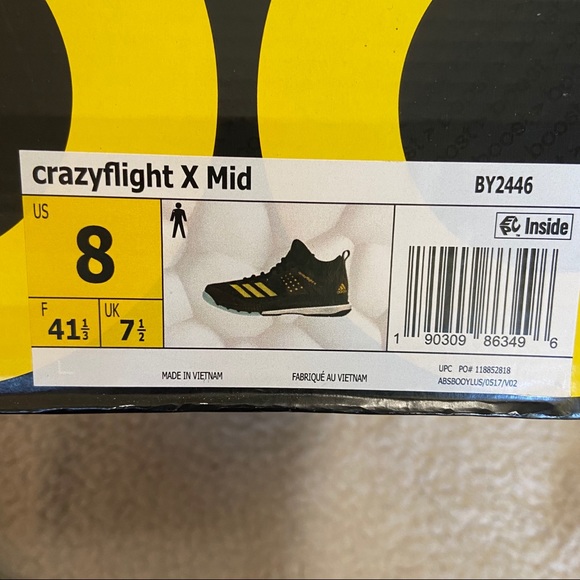 crazyflight X Mid
BY2446
US
8
F
41 1/3
UK
7 1/2
Inside
1 90309 86349 6
MADE IN VIETNAM
FABRIQUÉ AU VIETNAM
UPC PO# 118852818
ABSBOOYLUS/0517/V02